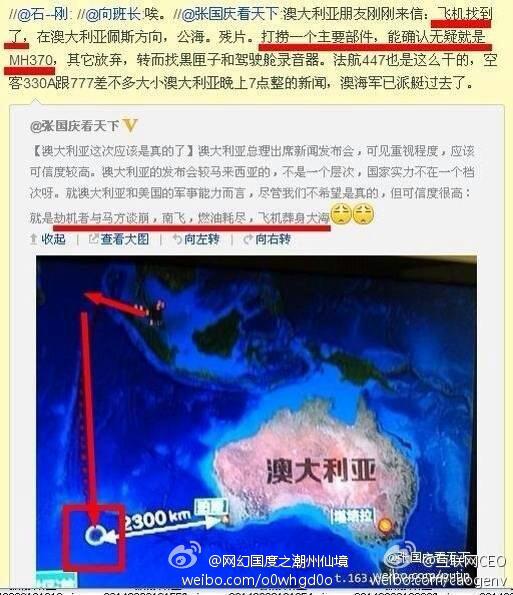 //@石--刚: //@向班长:唉。//@张国庆看天下:澳大利亚朋友刚刚来信：飞机找到
了，在澳大利亚佩斯方向，公海。残片。打捞一个主要部件，能确认无疑就是
MH370，其它放弃，转而找黑匣子和驾驶舱录音器。法航447也是这么干的，空
客330A跟777差不多大小澳大利亚晚上7点整的新闻，澳海军已派艇过去了。
@张国庆看天下
【澳大利亚这次应该是真的了】澳大利亚总理出席新闻发布会，可见重视程度，应该
可信度较高。澳大利亚的发布会较马来西亚的，不是一个层次，国家实力不在一个档
次呀。就澳大利亚和美国的军事能力而言，尽管我们不希望是真的，但可信度很高：
就是劫机者与马方谈崩，南飞，燃油耗尽，飞机葬身大海
收起 查看大图 向左转 向右转
澳大利亚
2300km
堪培拉
@网幻国度之潮州仙境
weibo.com/o0whgd0o
@张国庆看天下
t.163.
@互联网CEO